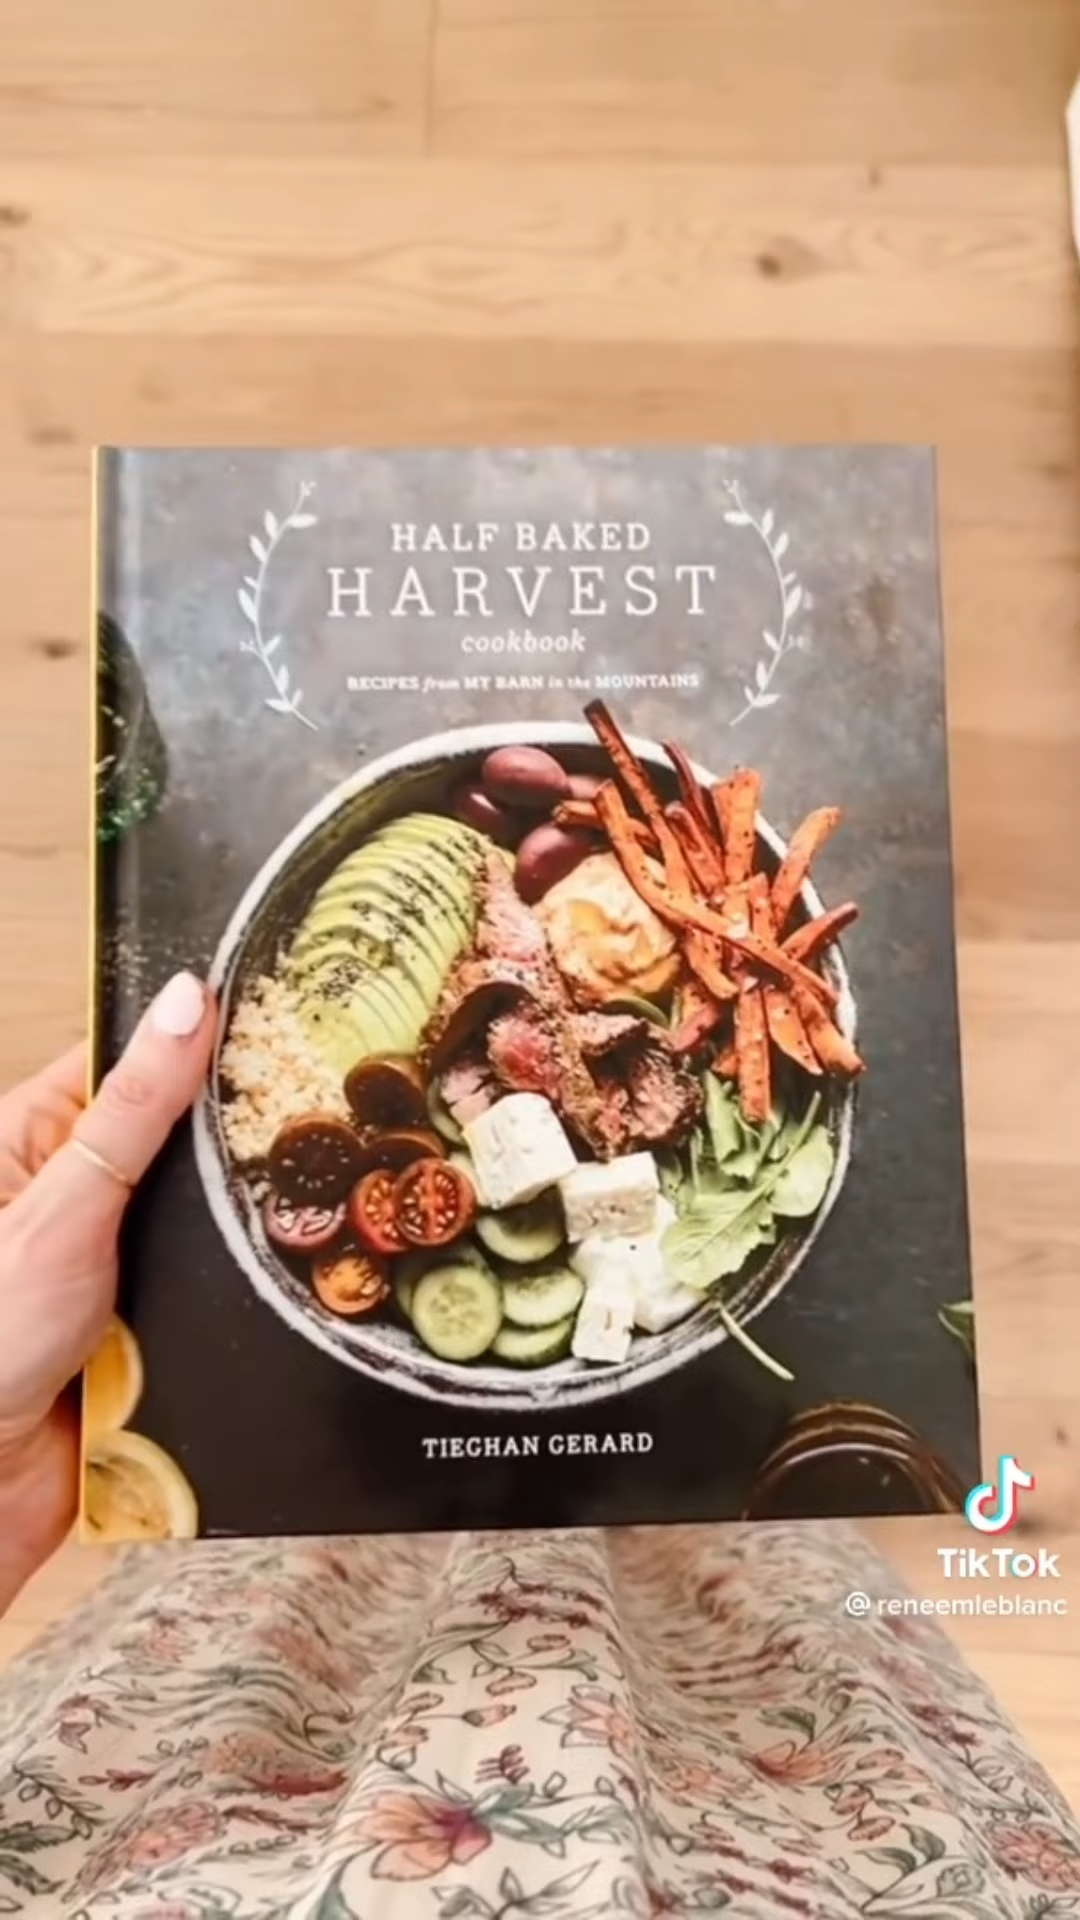 HALF BAKED
HARVEST
cookbook
RECIPES from MY BARN in the MOUNTAINS
TIEGHAN GERARD
TikTok
@reneemleblanc